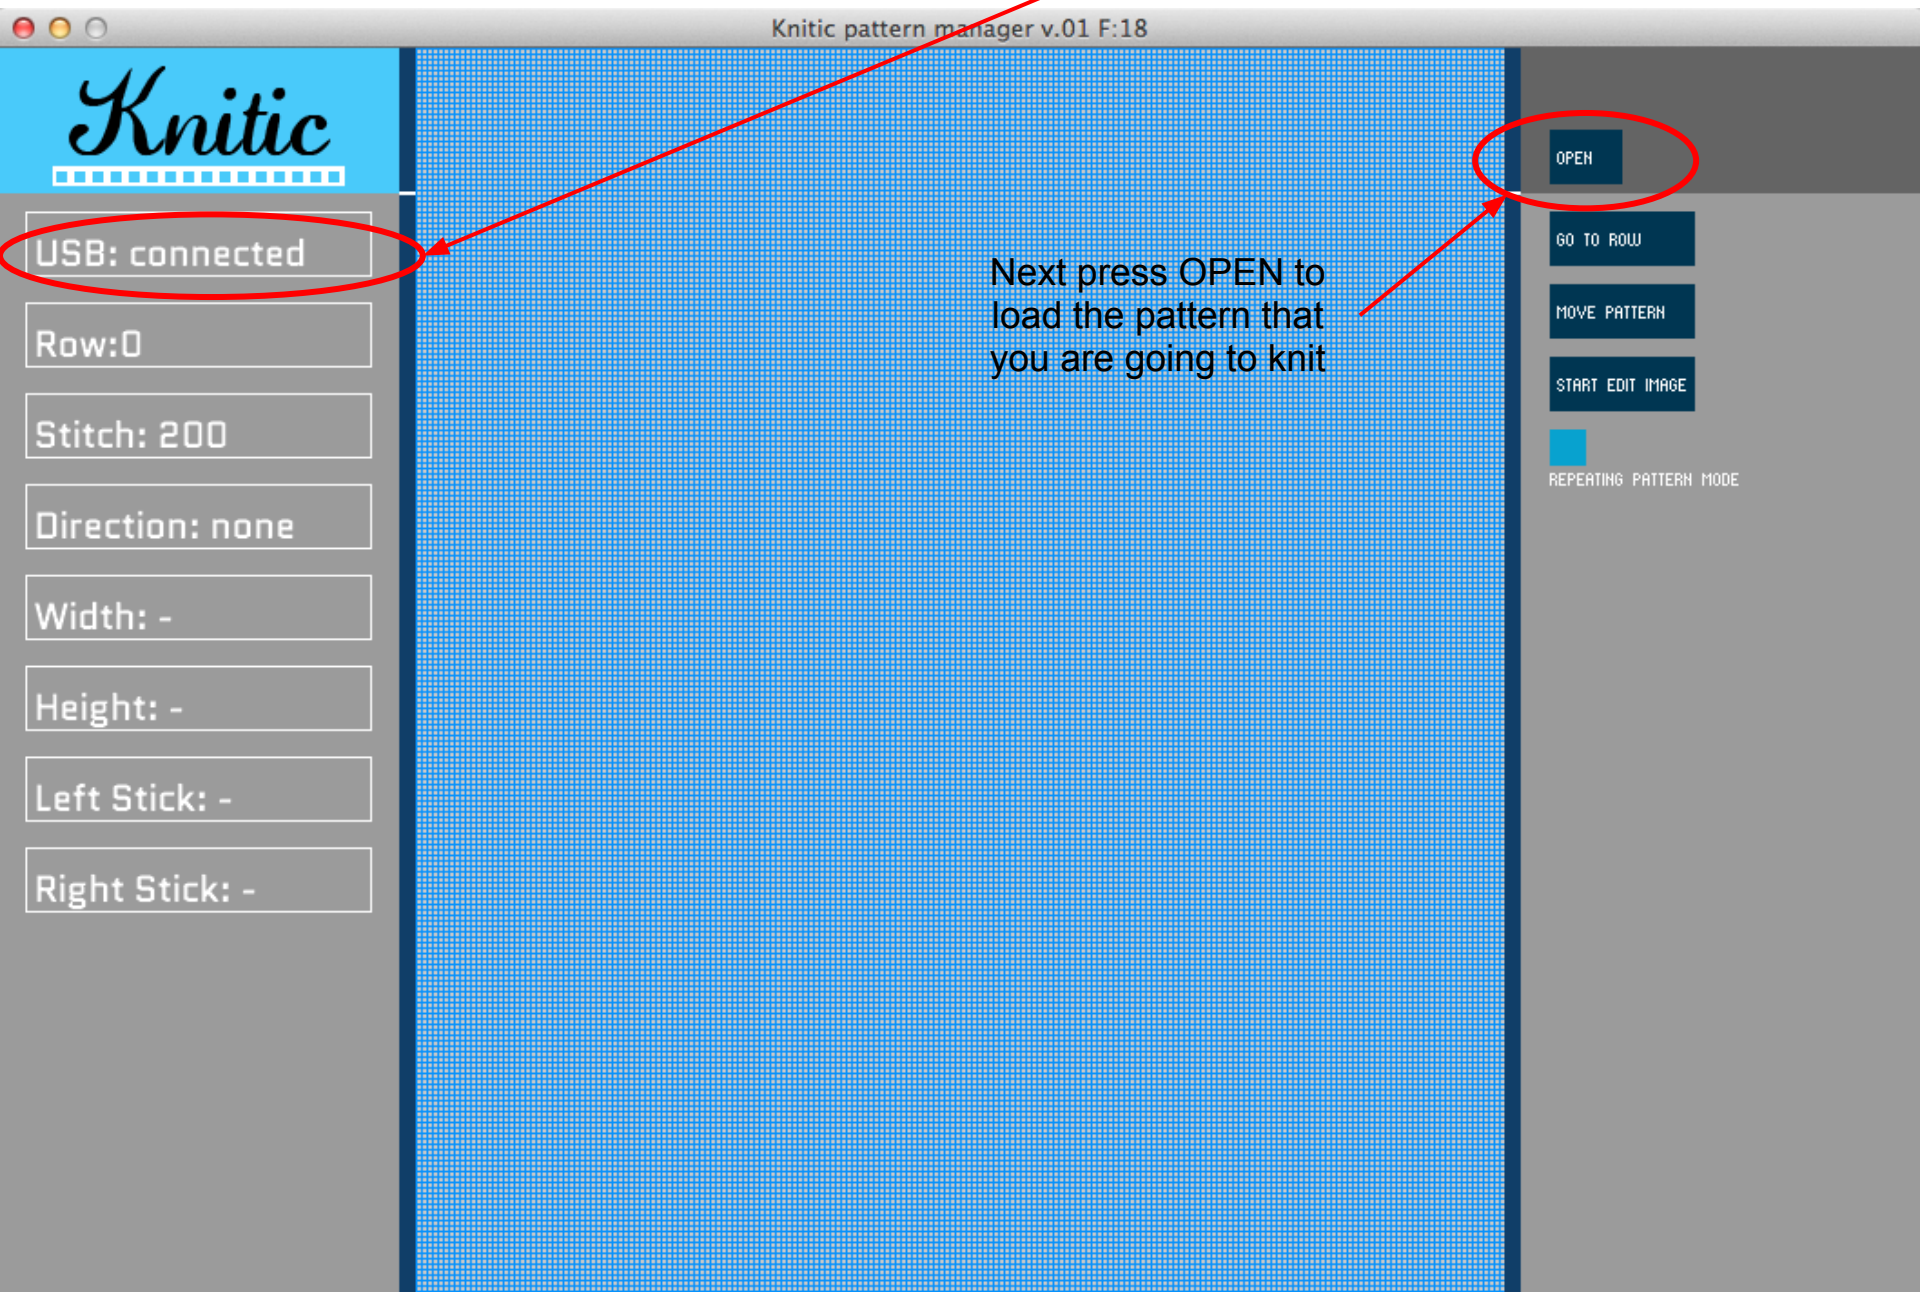 Knitic pattern manager v.01 F:18
Knitic
USB: connected
Row:0
Stitch: 200
Direction: none
Width: -
Height: -
Left Stick: -
Right Stick: -
Next press OPEN to
load the pattern that
you are going to knit
OPEN
GO TO ROW
MOVE PATTERN
START EDIT IMAGE
REPEATING PATTERN MODE